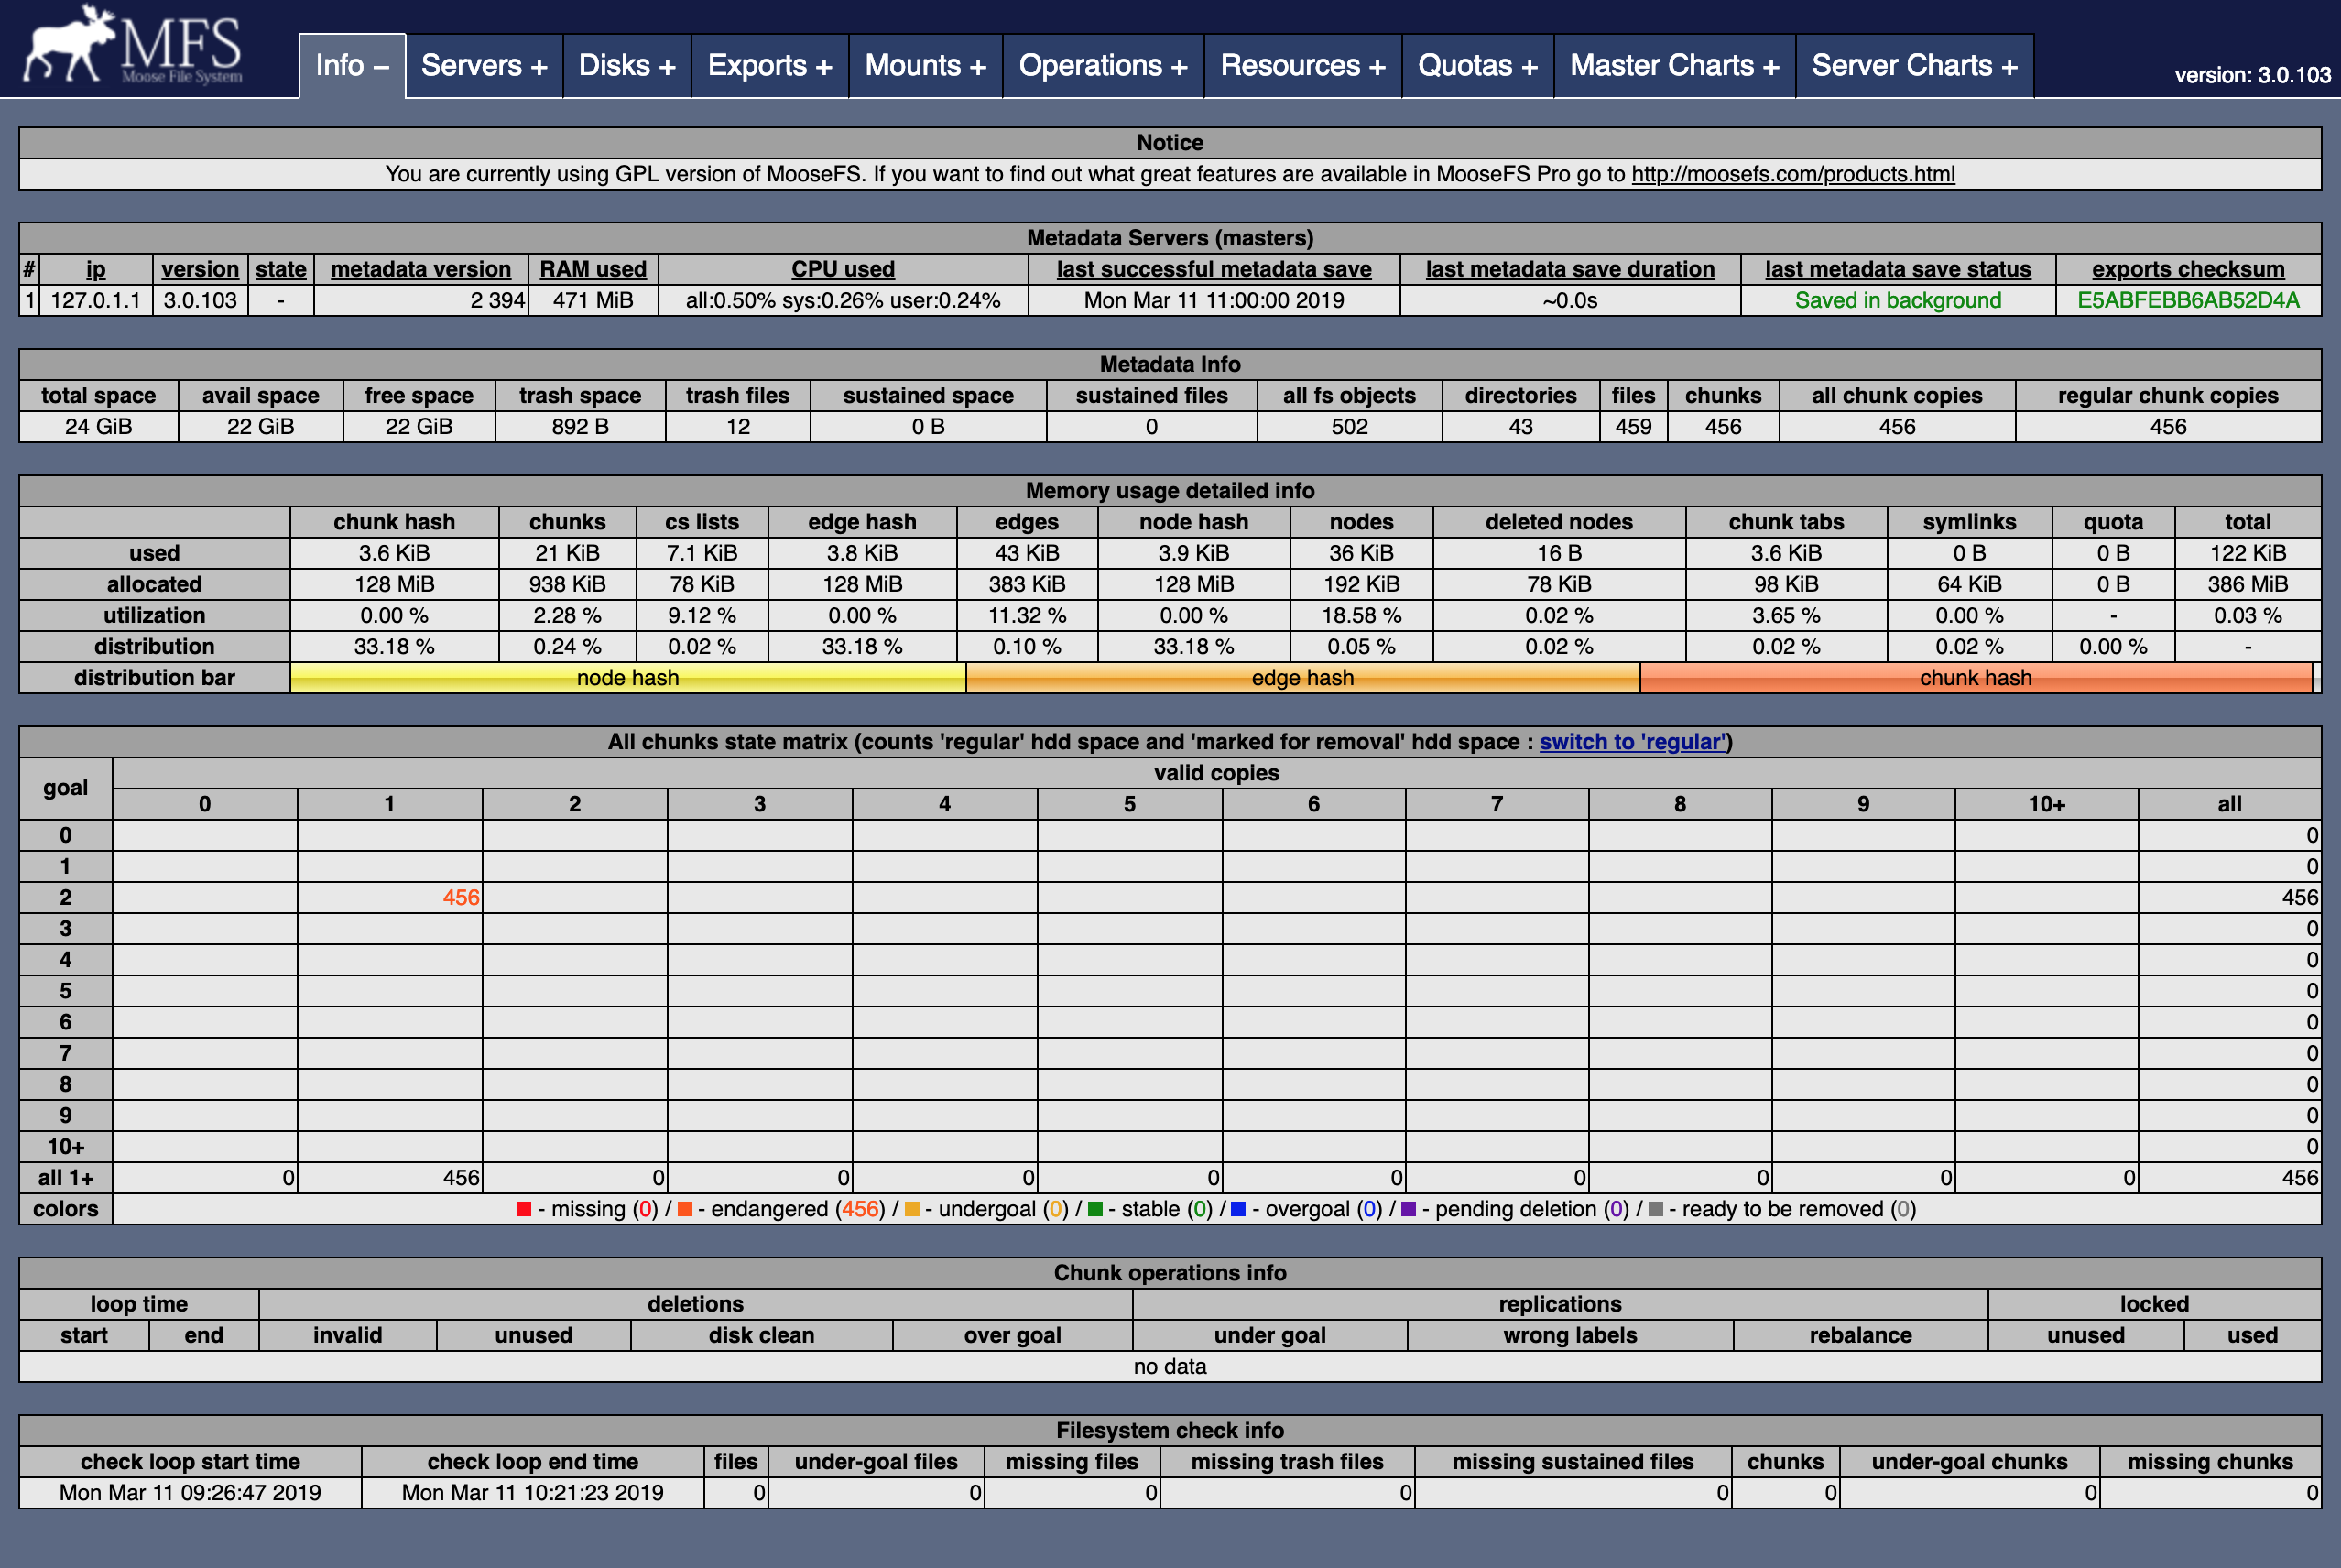 MFS
Moose File System
Info – Servers + Disks + Exports + Mounts + Operations + Resources + Quotas + Master Charts + Server Charts +
version: 3.0.103
Notice
You are currently using GPL version of MooseFS. If you want to find out what great features are available in MooseFS Pro go to http://moosefs.com/products.html
Metadata Servers (masters)
# ip version state metadata version RAM used CPU used last successful metadata save last metadata save duration last metadata save status exports checksum
1 127.0.1.1 3.0.103 - 2 394 471 MiB all:0.50% sys:0.26% user:0.24% Mon Mar 11 11:00:00 2019 ~0.0s Saved in background E5ABFEBB6AB52D4A
Metadata Info
total space avail space free space trash space trash files sustained space sustained files all fs objects directories files chunks all chunk copies regular chunk copies
24 GiB 22 GiB 22 GiB 892 B 12 0 B 0 502 43 459 456 456 456
Memory usage detailed info
chunk hash chunks cs lists edge hash edges node hash nodes deleted nodes chunk tabs symlinks quota total
used 3.6 KiB 21 KiB 7.1 KiB 3.8 KiB 43 KiB 3.9 KiB 36 KiB 16 B 3.6 KiB 0 B 0 B 122 KiB
allocated 128 MiB 938 KiB 78 KiB 128 MiB 383 KiB 128 MiB 192 KiB 78 KiB 98 KiB 64 KiB 0 B 386 MiB
utilization 0.00 % 2.28 % 9.12 % 0.00 % 11.32 % 0.00 % 18.58 % 0.02 % 3.65 % 0.00 % - 0.03 %
distribution 33.18 % 0.24 % 0.02 % 33.18 % 0.10 % 33.18 % 0.05 % 0.02 % 0.02 % 0.02 % 0.00 % -
distribution bar node hash edge hash chunk hash
All chunks state matrix (counts 'regular' hdd space and 'marked for removal' hdd space : switch to 'regular')
goal valid copies
0 1 2 3 4 5 6 7 8 9 10+ all
0 0
1 0
2 456 456
3 0
4 0
5 0
6 0
7 0
8 0
9 0
10+ 0
all 1+ 0 456 0 0 0 0 0 0 0 0 0 456
colors - missing (0) / - endangered (456) / - undergoal (0) / - stable (0) / - overgoal (0) / - pending deletion (0) / - ready to be removed (0)
Chunk operations info
loop time deletions replications locked
start end invalid unused disk clean over goal under goal wrong labels rebalance unused used
no data
Filesystem check info
check loop start time check loop end time files under-goal files missing files missing trash files missing sustained files chunks under-goal chunks missing chunks
Mon Mar 11 09:26:47 2019 Mon Mar 11 10:21:23 2019 0 0 0 0 0 0 0 0